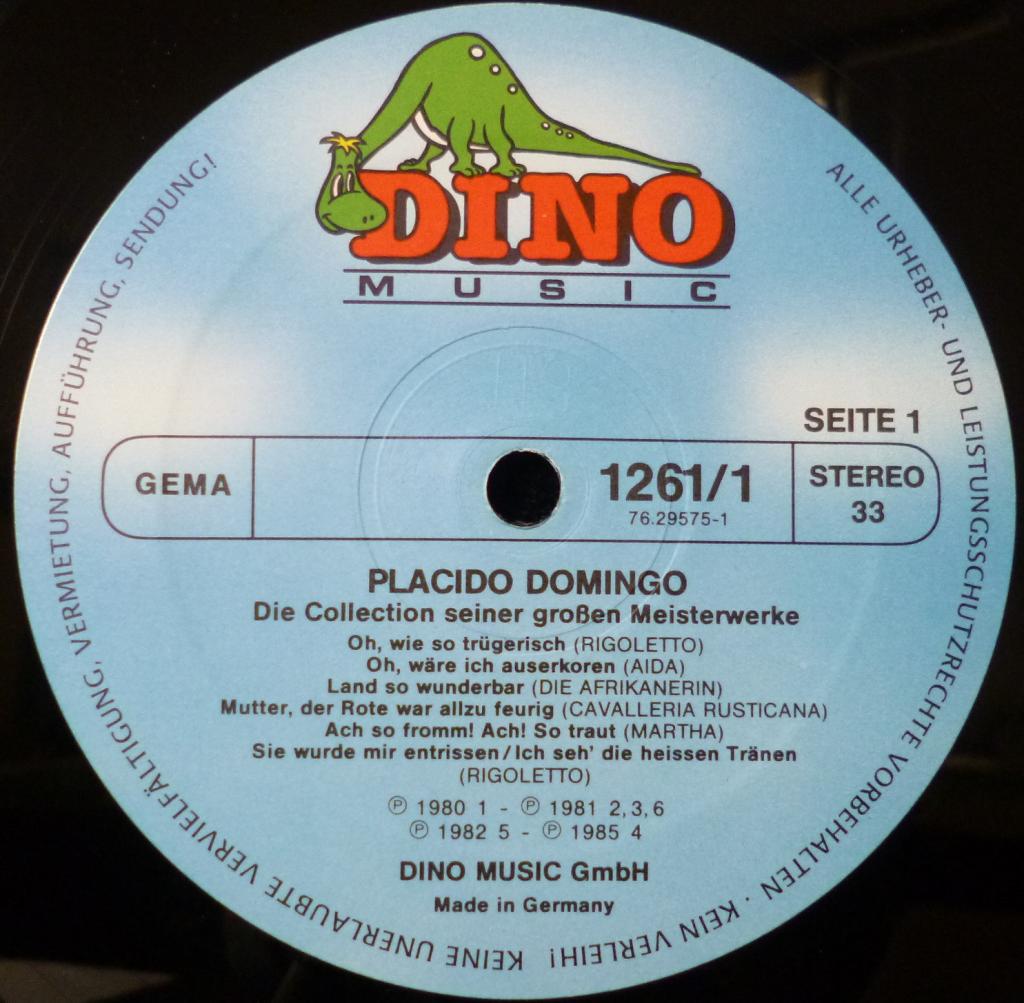 DINO
MUSIC
SEITE 1
GEMA
1261/1
76.29575-1
STEREO
33
PLACIDO DOMINGO
Die Collection seiner großen Meisterwerke
Oh, wie so trügerisch (RIGOLETTO)
Oh, wäre ich auserkoren (AIDA)
Land so wunderbar (DIE AFRIKANERIN)
Mutter, der Rote war allzu feurig (CAVALLERIA RUSTICANA)
Ach so fromm! Ach! So traut (MARTHA)
Sie wurde mir entrissen/Ich seh' die heissen Tränen
(RIGOLETTO)
℗ 1980 1 - ℗ 1981 2,3,6
℗ 1982 5 - ℗ 1985 4
DINO MUSIC GmbH
Made in Germany
ALLE URHEBER- UND LEISTUNGSSCHUTZRECHTE VORBEHALTEN · KEIN VERLEIH! KEINE UNERLAUBTE VERVIELFÄLTIGUNG, VERMIETUNG, AUFFÜHRUNG, SENDUNG!